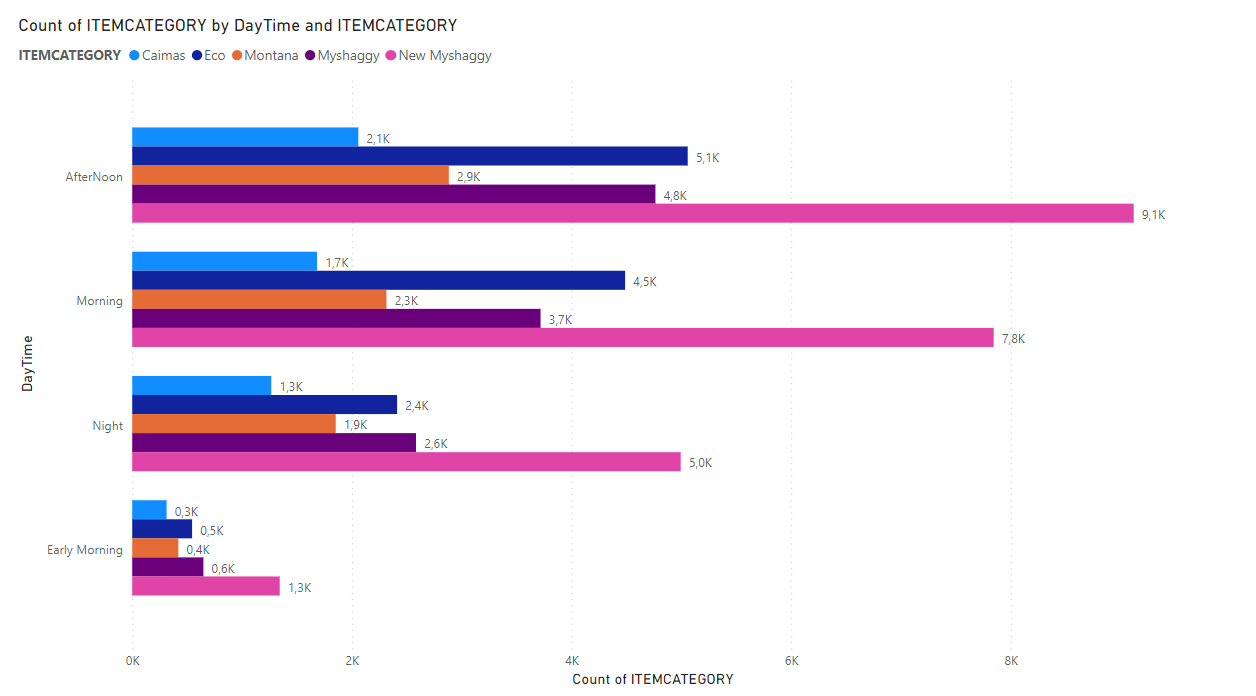 Count of ITEMCATEGORY by DayTime and ITEMCATEGORY
ITEMCATEGORY Caimas Eco Montana Myshaggy New Myshaggy
2,1K
5,1K
AfterNoon 2,9K
4,8K
9,1K
1,7K
4,5K
Morning 2,3K
3,7K
7,8K
DayTime
1,3K
2,4K
Night 1,9K
2,6K
5,0K
0,3K
0,5K
Early Morning 0,4K
0,6K
1,3K
0K 2K 4K 6K 8K
Count of ITEMCATEGORY